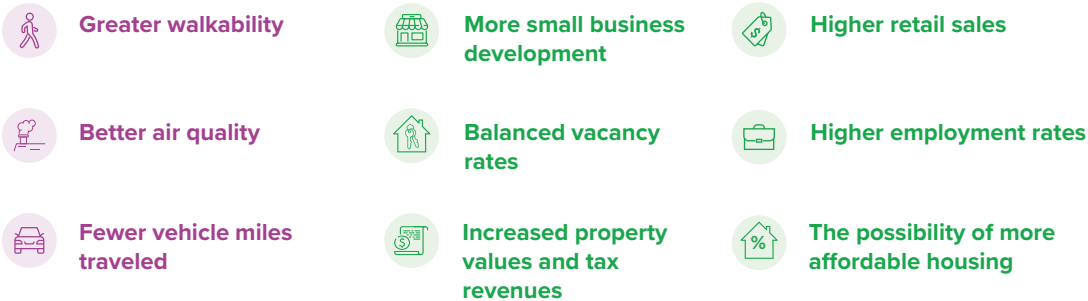 Greater walkability
More small business
development
Higher retail sales
Better air quality
Balanced vacancy
rates
Higher employment rates
Fewer vehicle miles
traveled
Increased property
values and tax
revenues
The possibility of more
affordable housing
$
$
%